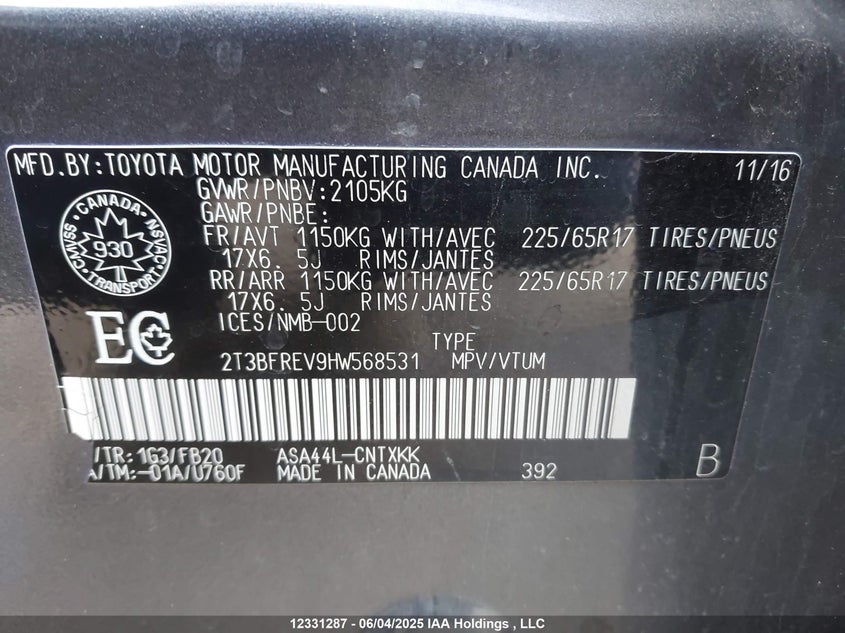 MFD.BY:TOYOTA MOTOR MANUFACTURING CANADA INC. 11/16
GVWR/PNBV:2105KG
GAWR/PNBE:
FR/AVT 1150KG WITH/AVEC 225/65R17 TIRES/PNEUS
17X6. 5J RIMS/JANTES
RR/ARR 1150KG WITH/AVEC 225/65R17 TIRES/PNEUS
17X6. 5J RIMS/JANTES
ICES/NMB-002
CANADA
CMVSS 930 NSVAC
TRANSPORT
EC
TYPE
2T3BFREV9HW568531 MPV/VTUM
/TR:1G3/FB20 ASA44L-CNTXKK
A/TM:-01A/U760F MADE IN CANADA 392 B
12331287 - 06/04/2025 IAA Holdings , LLC